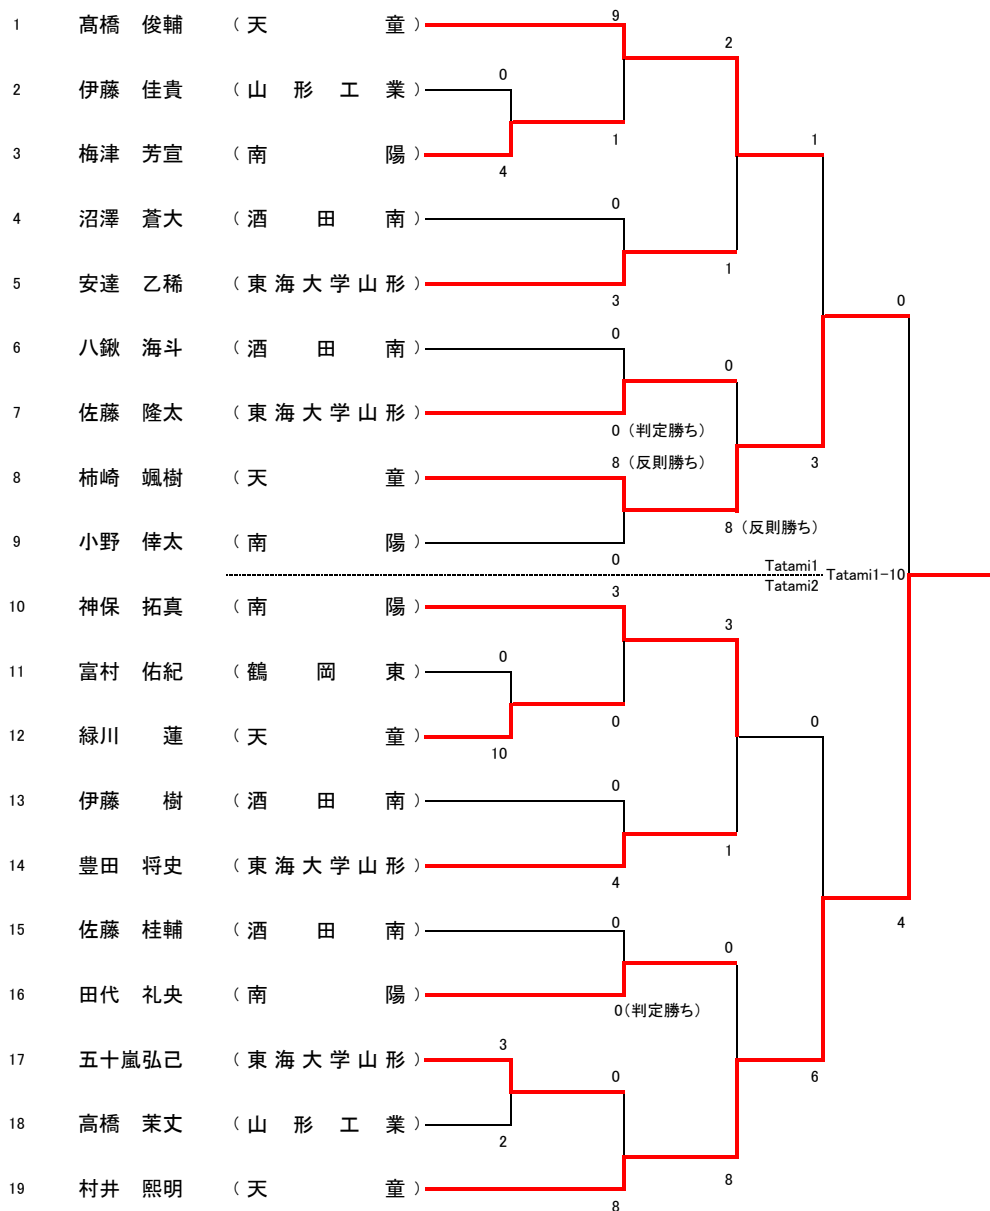 9
1 髙橋 俊輔 (天童)
2
0
2 伊藤 佳貴 (山形工業)
1 1
3 梅津 芳宣 (南陽)
4
0
4 沼澤 蒼大 (酒田南)
1
5 安達 乙稀 (東海大学山形)
3 0
0
6 八鍬 海斗 (酒田南)
0
7 佐藤 隆太 (東海大学山形)
0 (判定勝ち)
8 (反則勝ち) 3
8 柿崎 颯樹 (天童)
8 (反則勝ち)
9 小野 倖太 (南陽)
0
Tatami1
Tatami1-10
Tatami2
3
10 神保 拓真 (南陽)
3
0
11 富村 佑紀 (鶴岡東)
0 0
12 緑川 蓮 (天童)
10
0
13 伊藤 樹 (酒田南)
1
14 豊田 将史 (東海大学山形)
4
0 4
15 佐藤 桂輔 (酒田南)
0
16 田代 礼央 (南陽)
0(判定勝ち)
3
17 五十嵐弘己 (東海大学山形)
0 6
18 高橋 茉丈 (山形工業)
2
8
19 村井 熙明 (天童)
8